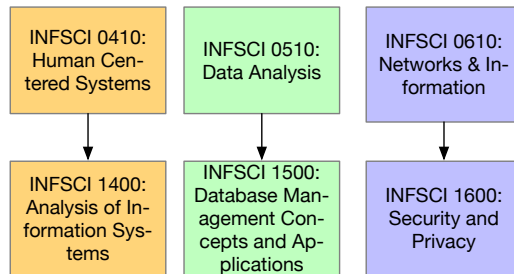 INFSCI 0410:
Human Cen-
tered Systems
INFSCI 0510:
Data Analysis
INFSCI 0610:
Networks & In-
formation
INFSCI 1400:
Analysis of In-
formation Sys-
tems
INFSCI 1500:
Database Man-
agement Con-
cepts and Ap-
plications
INFSCI 1600:
Security and
Privacy